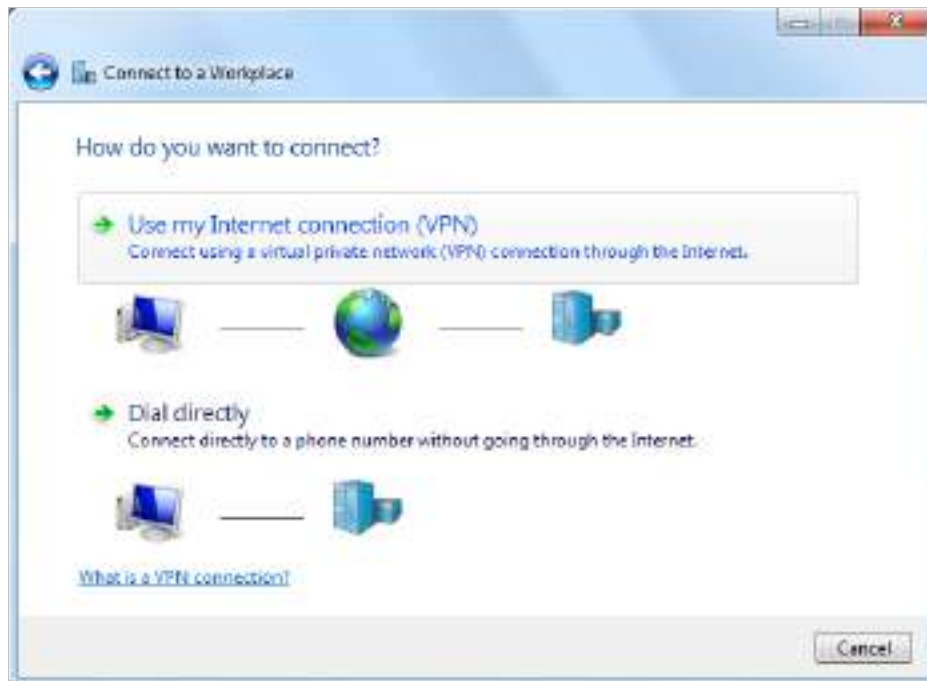 Connect to a Workplace
How do you want to connect?
Use my Internet connection (VPN)
Connect using a virtual private network (VPN) connection through the Internet.
Dial directly
Connect directly to a phone number without going through the Internet.
What is a VPN connection?
Cancel